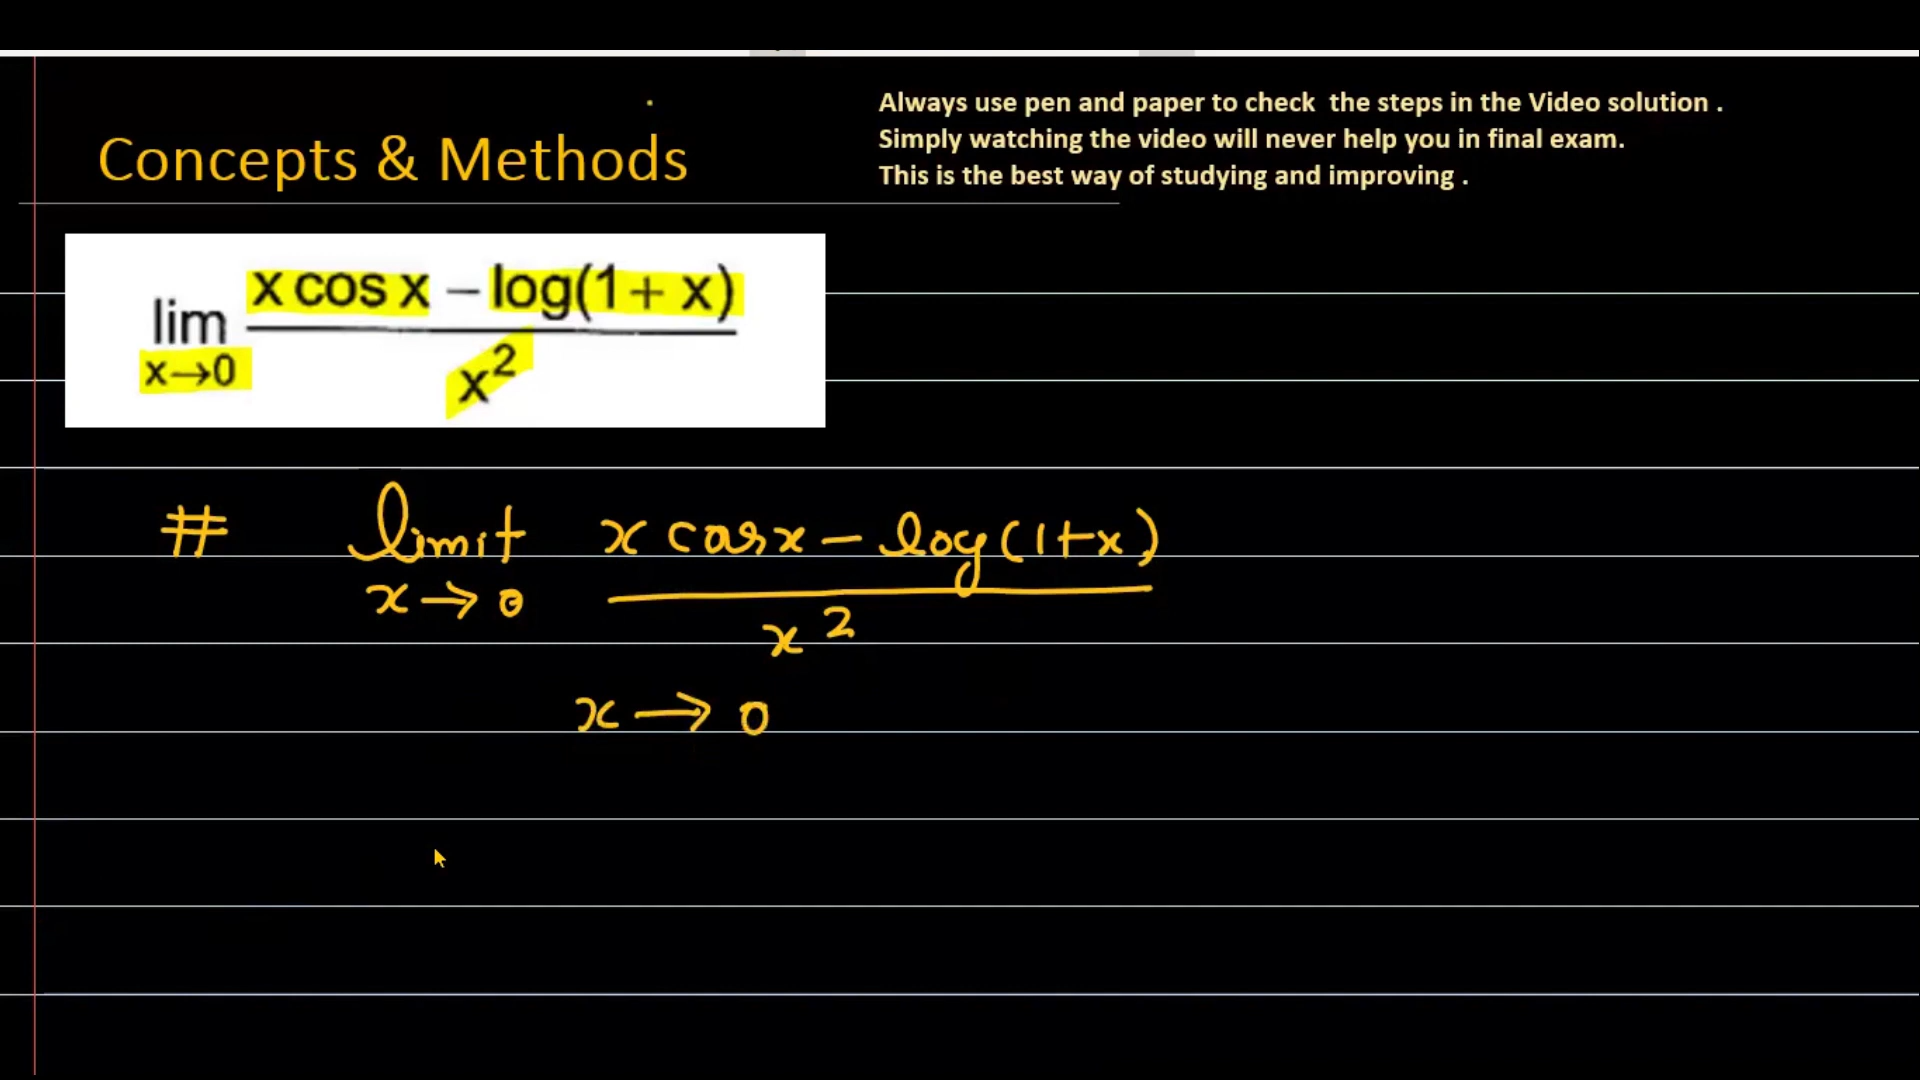 Always use pen and paper to check the steps in the Video solution .
Simply watching the video will never help you in final exam.
This is the best way of studying and improving .
Concepts & Methods
lim x→0 x cos x – log(1 + x) / x²
# limit x→0 x cosx – log(1+x) / x²
x → 0